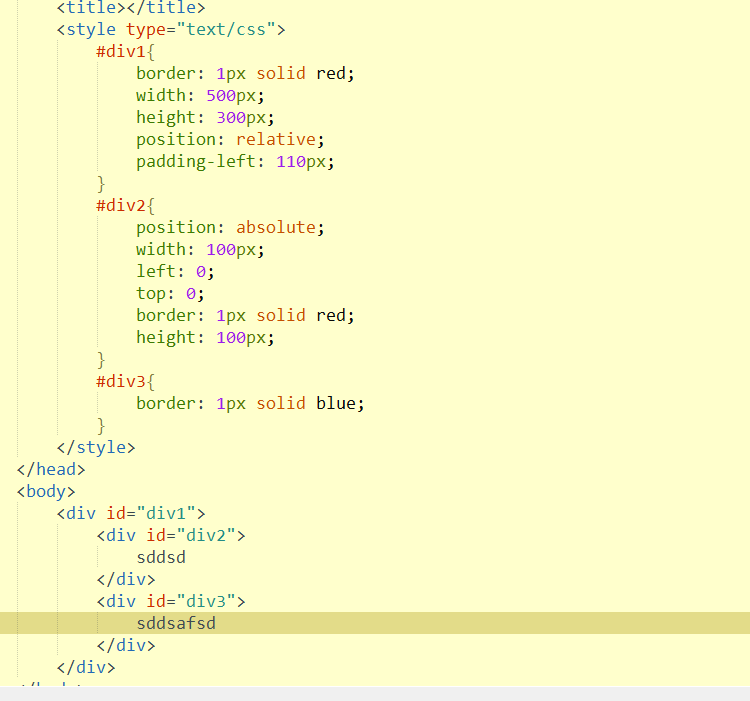 <title></title>
<style type="text/css">
#div1{
border: 1px solid red;
width: 500px;
height: 300px;
position: relative;
padding-left: 110px;
}
#div2{
position: absolute;
width: 100px;
left: 0;
top: 0;
border: 1px solid red;
height: 100px;
}
#div3{
border: 1px solid blue;
}
</style>
</head>
<body>
<div id="div1">
<div id="div2">
sddsd
</div>
<div id="div3">
sddsafsd
</div>
</div>